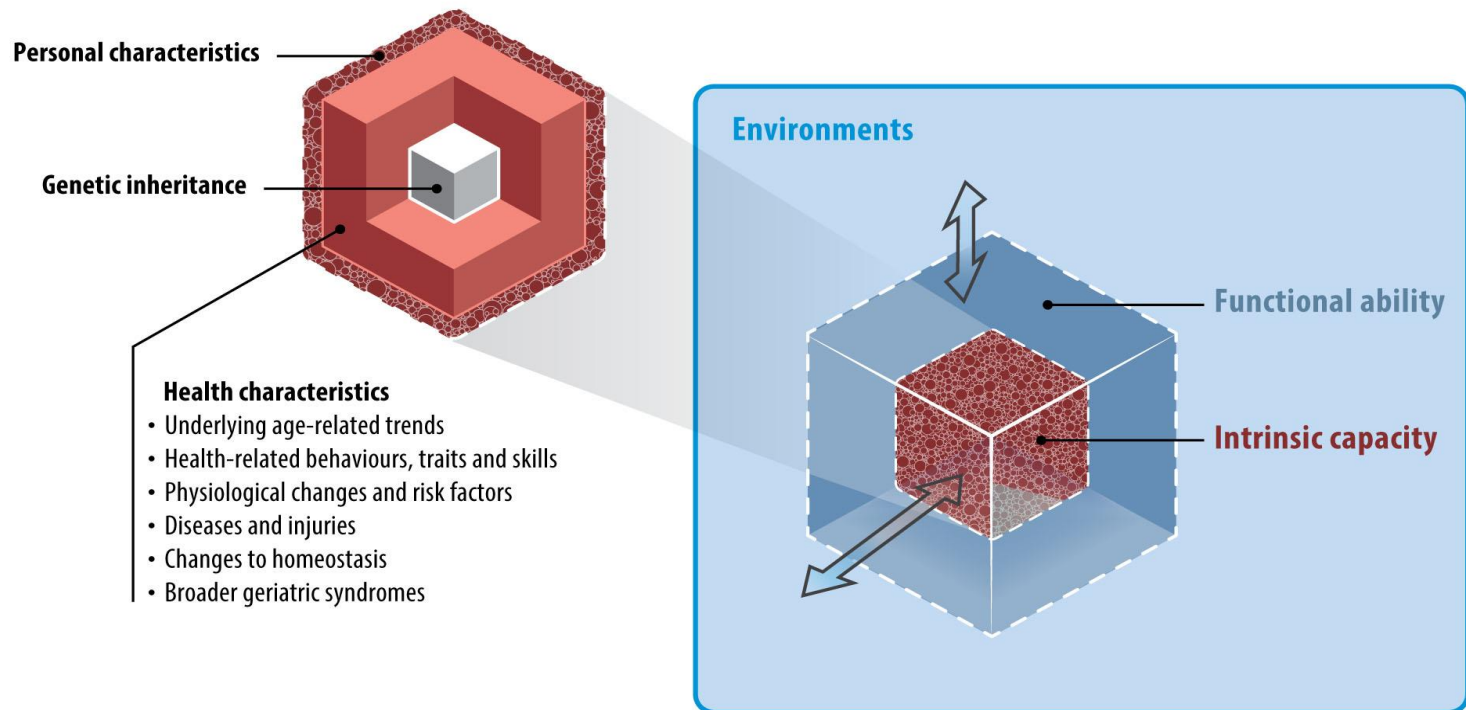 Personal characteristics
Genetic inheritance
Health characteristics
• Underlying age-related trends
• Health-related behaviours, traits and skills
• Physiological changes and risk factors
• Diseases and injuries
• Changes to homeostasis
• Broader geriatric syndromes
Environments
Functional ability
Intrinsic capacity